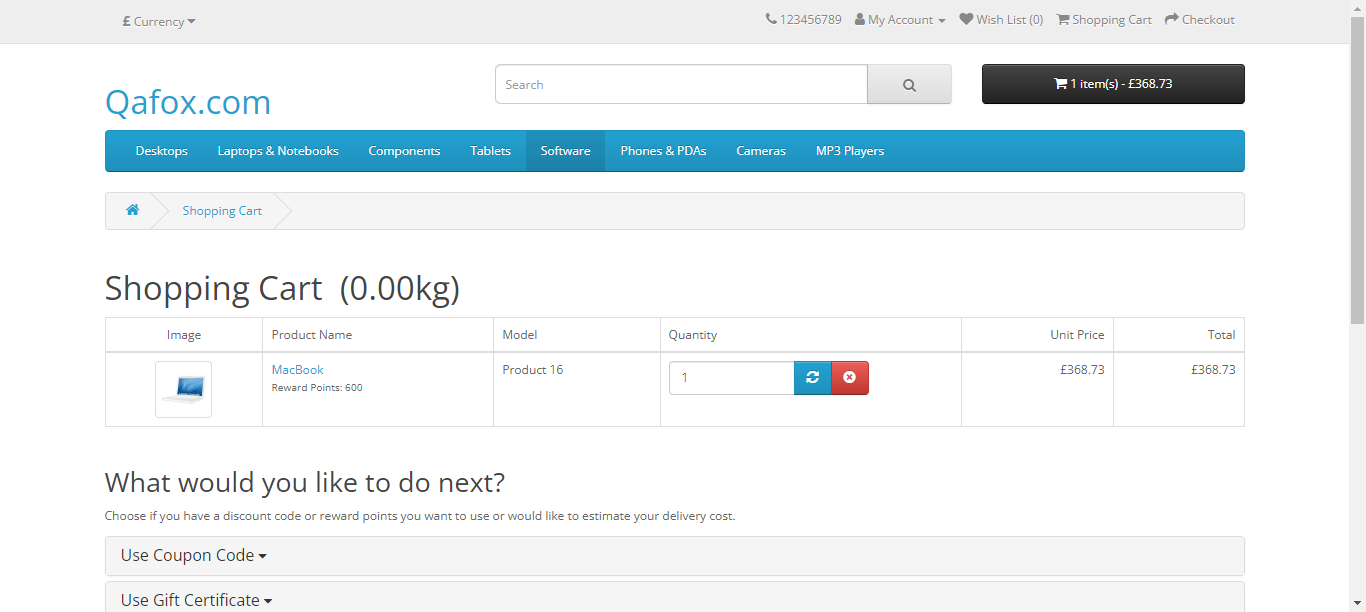 £ Currency
123456789 My Account Wish List (0) Shopping Cart Checkout
Qafox.com
Search
1 item(s) - £368.73
Desktops Laptops & Notebooks Components Tablets Software Phones & PDAs Cameras MP3 Players
Shopping Cart
Shopping Cart (0.00kg)
Image Product Name Model Quantity Unit Price Total
MacBook Product 16 1 £368.73 £368.73
Reward Points: 600
What would you like to do next?
Choose if you have a discount code or reward points you want to use or would like to estimate your delivery cost.
Use Coupon Code
Use Gift Certificate